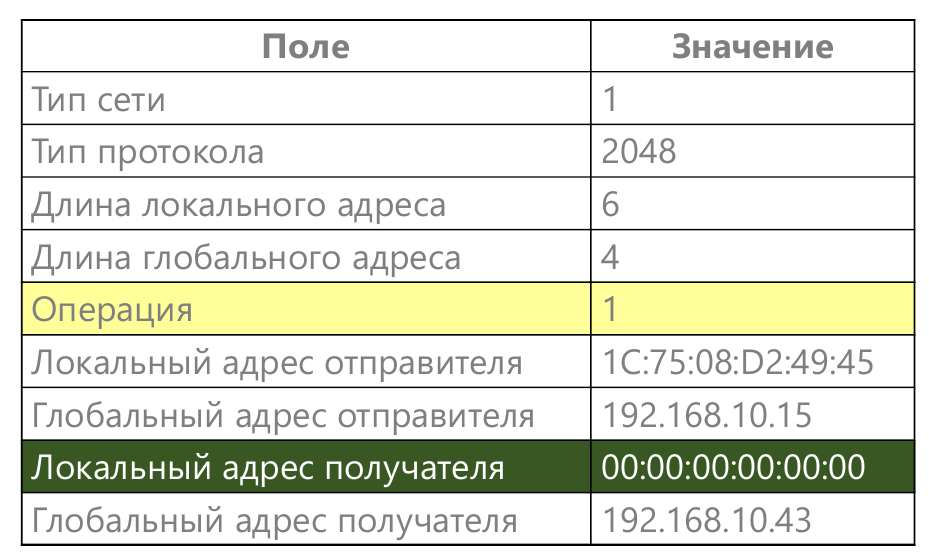 Поле Значение
Тип сети 1
Тип протокола 2048
Длина локального адреса 6
Длина глобального адреса 4
Операция 1
Локальный адрес отправителя 1C:75:08:D2:49:45
Глобальный адрес отправителя 192.168.10.15
Локальный адрес получателя 00:00:00:00:00:00
Глобальный адрес получателя 192.168.10.43